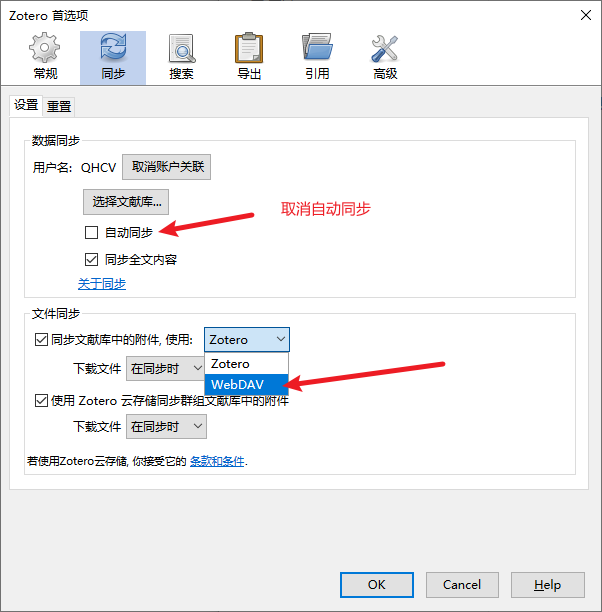 Zotero 首选项
常规 同步 搜索 导出 引用 高级
设置 重置
数据同步
用户名: QHCV 取消账户关联
选择文献库...
取消自动同步
自动同步
同步全文内容
关于同步
文件同步
同步文献库中的附件, 使用: Zotero
Zotero
下载文件 在同步时
WebDAV
使用 Zotero 云存储同步群组文献库中的附件
下载文件 在同步时
若使用Zotero云存储, 你接受它的 条款和条件.
OK Cancel Help